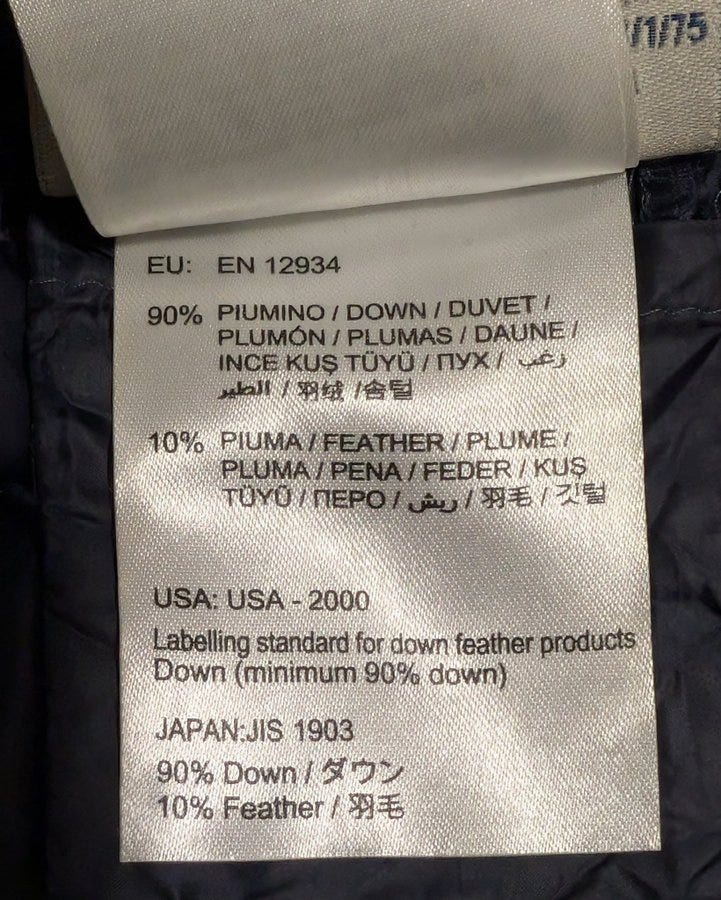 /1/75
EU: EN 12934
90% PIUMINO / DOWN / DUVET /
PLUMÓN / PLUMAS / DAUNE /
INCE KUŞ TÜYÜ / ПУХ / زغب
الطير / 羽绒 / 솜털
10% PIUMA / FEATHER / PLUME /
PLUMA / PENA / FEDER / KUŞ
TÜYÜ / ПЕРО / ريش / 羽毛 / 깃털
USA: USA - 2000
Labelling standard for down feather products
Down (minimum 90% down)
JAPAN:JIS 1903
90% Down / ダウン
10% Feather / 羽毛